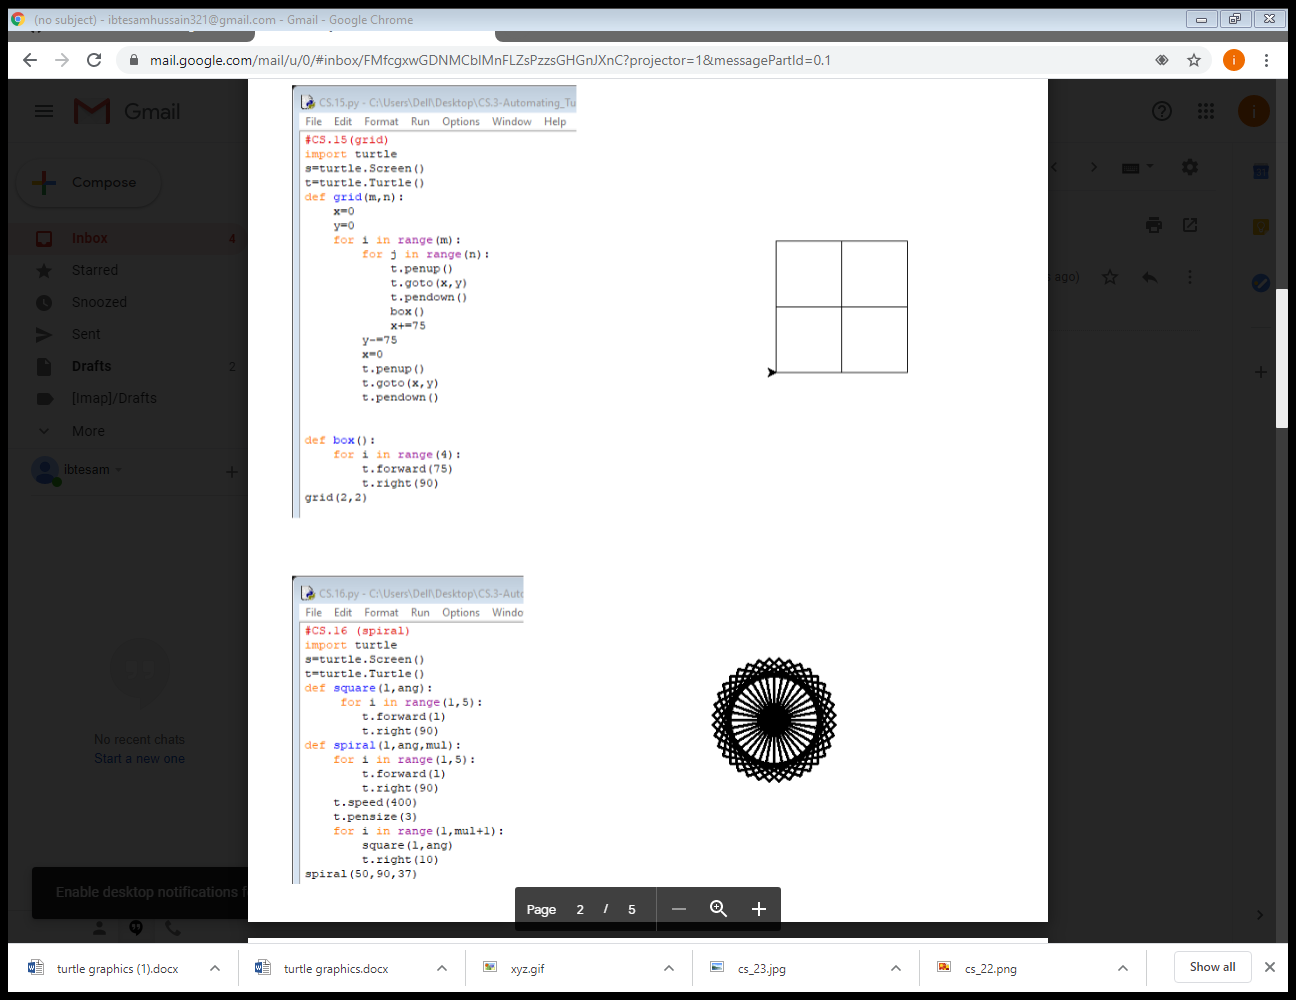 (no subject) - ibtesamhussain321@gmail.com - Gmail - Google Chrome
mail.google.com/mail/u/0/#inbox/FMfcgxwGDNMCblMnFLZsPzzsGHGnJXnC?projector=1&messagePartId=0.1
i
Gmail
i
Compose
Inbox 4
Starred
Snoozed
Sent
Drafts 2
[Imap]/Drafts
More
ibtesam
No recent chats
Start a new one
Enable desktop notifications f
s ago)
CS.15.py - C:\Users\Dell\Desktop\CS.3-Automating_Tu
File Edit Format Run Options Window Help
#CS.15(grid)
import turtle
s=turtle.Screen()
t=turtle.Turtle()
def grid(m,n):
    x=0
    y=0
    for i in range(m):
        for j in range(n):
            t.penup()
            t.goto(x,y)
            t.pendown()
            box()
            x+=75
        y-=75
        x=0
        t.penup()
        t.goto(x,y)
        t.pendown()
def box():
    for i in range(4):
        t.forward(75)
        t.right(90)
grid(2,2)
CS.16.py - C:\Users\Dell\Desktop\CS.3-Auto
File Edit Format Run Options Windo
#CS.16 (spiral)
import turtle
s=turtle.Screen()
t=turtle.Turtle()
def square(l,ang):
     for i in range(1,5):
        t.forward(l)
        t.right(90)
def spiral(l,ang,mul):
    for i in range(1,5):
        t.forward(l)
        t.right(90)
    t.speed(400)
    t.pensize(3)
    for i in range(1,mul+1):
        square(l,ang)
        t.right(10)
spiral(50,90,37)
Page 2 / 5
turtle graphics (1).docx
turtle graphics.docx
xyz.gif
cs_23.jpg
cs_22.png
Show all